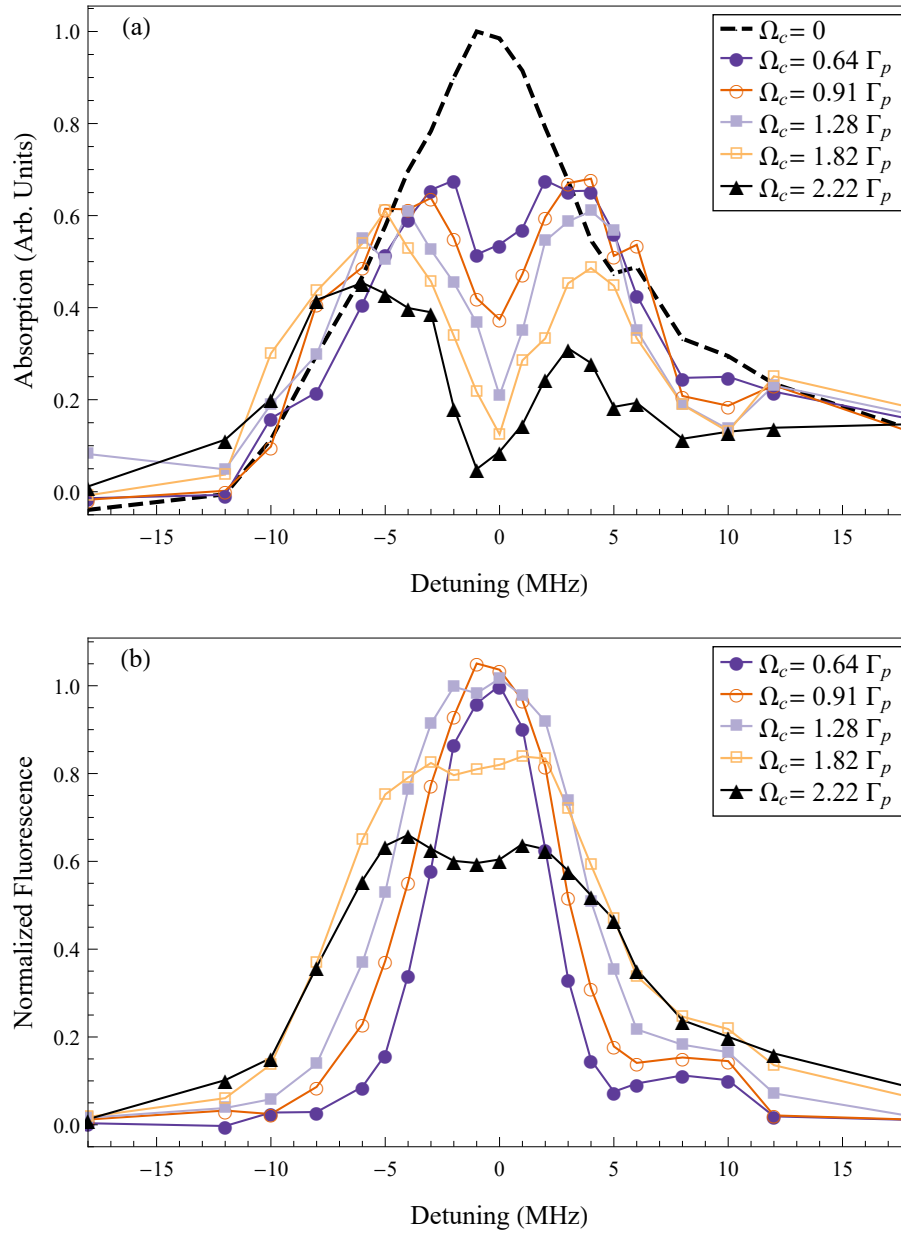 (a)
Ω_c = 0
Ω_c = 0.64 Γ_p
Ω_c = 0.91 Γ_p
Ω_c = 1.28 Γ_p
Ω_c = 1.82 Γ_p
Ω_c = 2.22 Γ_p
Absorption (Arb. Units)
1.0
0.8
0.6
0.4
0.2
0.0
−15 −10 −5 0 5 10 15
Detuning (MHz)
(b)
Ω_c = 0.64 Γ_p
Ω_c = 0.91 Γ_p
Ω_c = 1.28 Γ_p
Ω_c = 1.82 Γ_p
Ω_c = 2.22 Γ_p
Normalized Fluorescence
1.0
0.8
0.6
0.4
0.2
0.0
−15 −10 −5 0 5 10 15
Detuning (MHz)